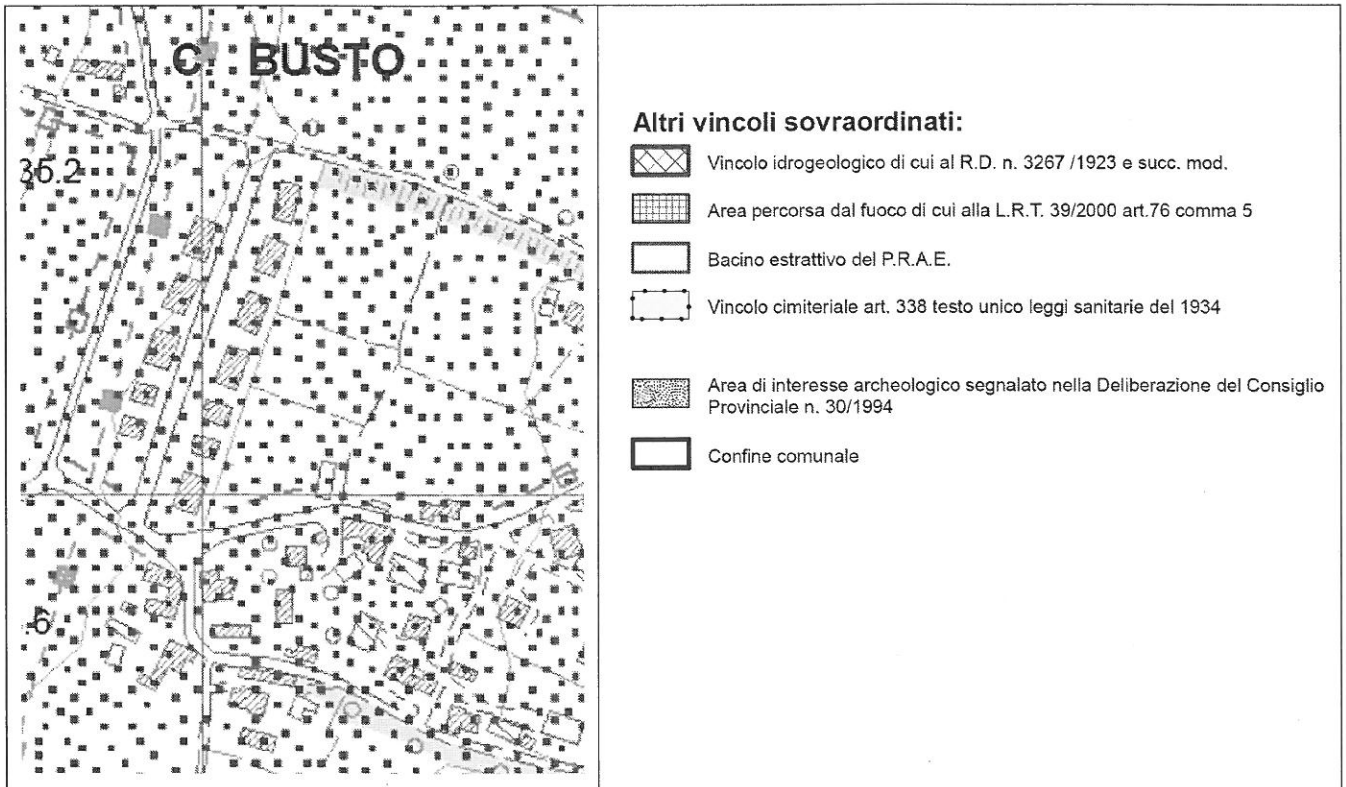 C. BUSTO
35.2
.6
Altri vincoli sovraordinati:
Vincolo idrogeologico di cui al R.D. n. 3267 /1923 e succ. mod.
Area percorsa dal fuoco di cui alla L.R.T. 39/2000 art.76 comma 5
Bacino estrattivo del P.R.A.E.
Vincolo cimiteriale art. 338 testo unico leggi sanitarie del 1934
Area di interesse archeologico segnalato nella Deliberazione del Consiglio
Provinciale n. 30/1994
Confine comunale